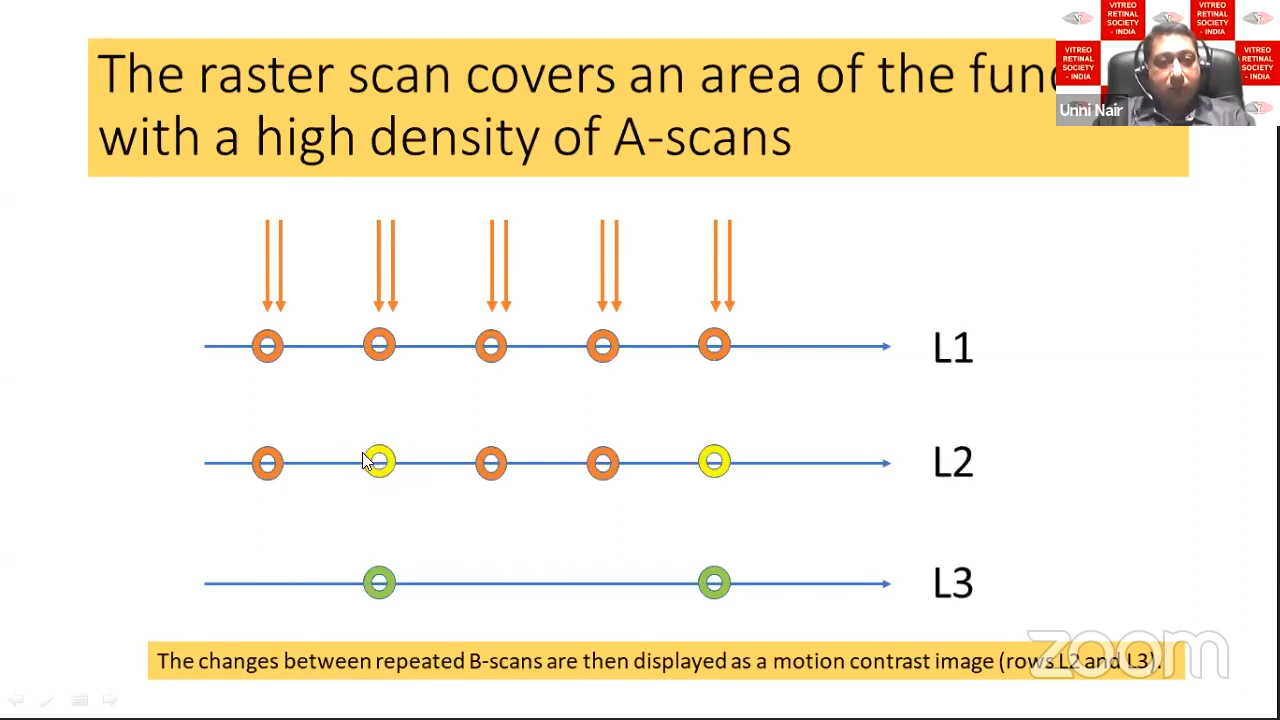 The raster scan covers an area of the
with a high density of A-scans
VITREO
RETINAL
SOCIETY
- INDIA
VITREO
RETINAL
SOCIETY
- INDIA
VITREO
RETINAL
SOCIETY
- INDIA
VITREO
RETINAL
SOCIETY
- INDIA
Unni Nair
L1
L2
L3
The changes between repeated B-scans are then displayed as a motion contrast image (rows L2 and L3).
zoom